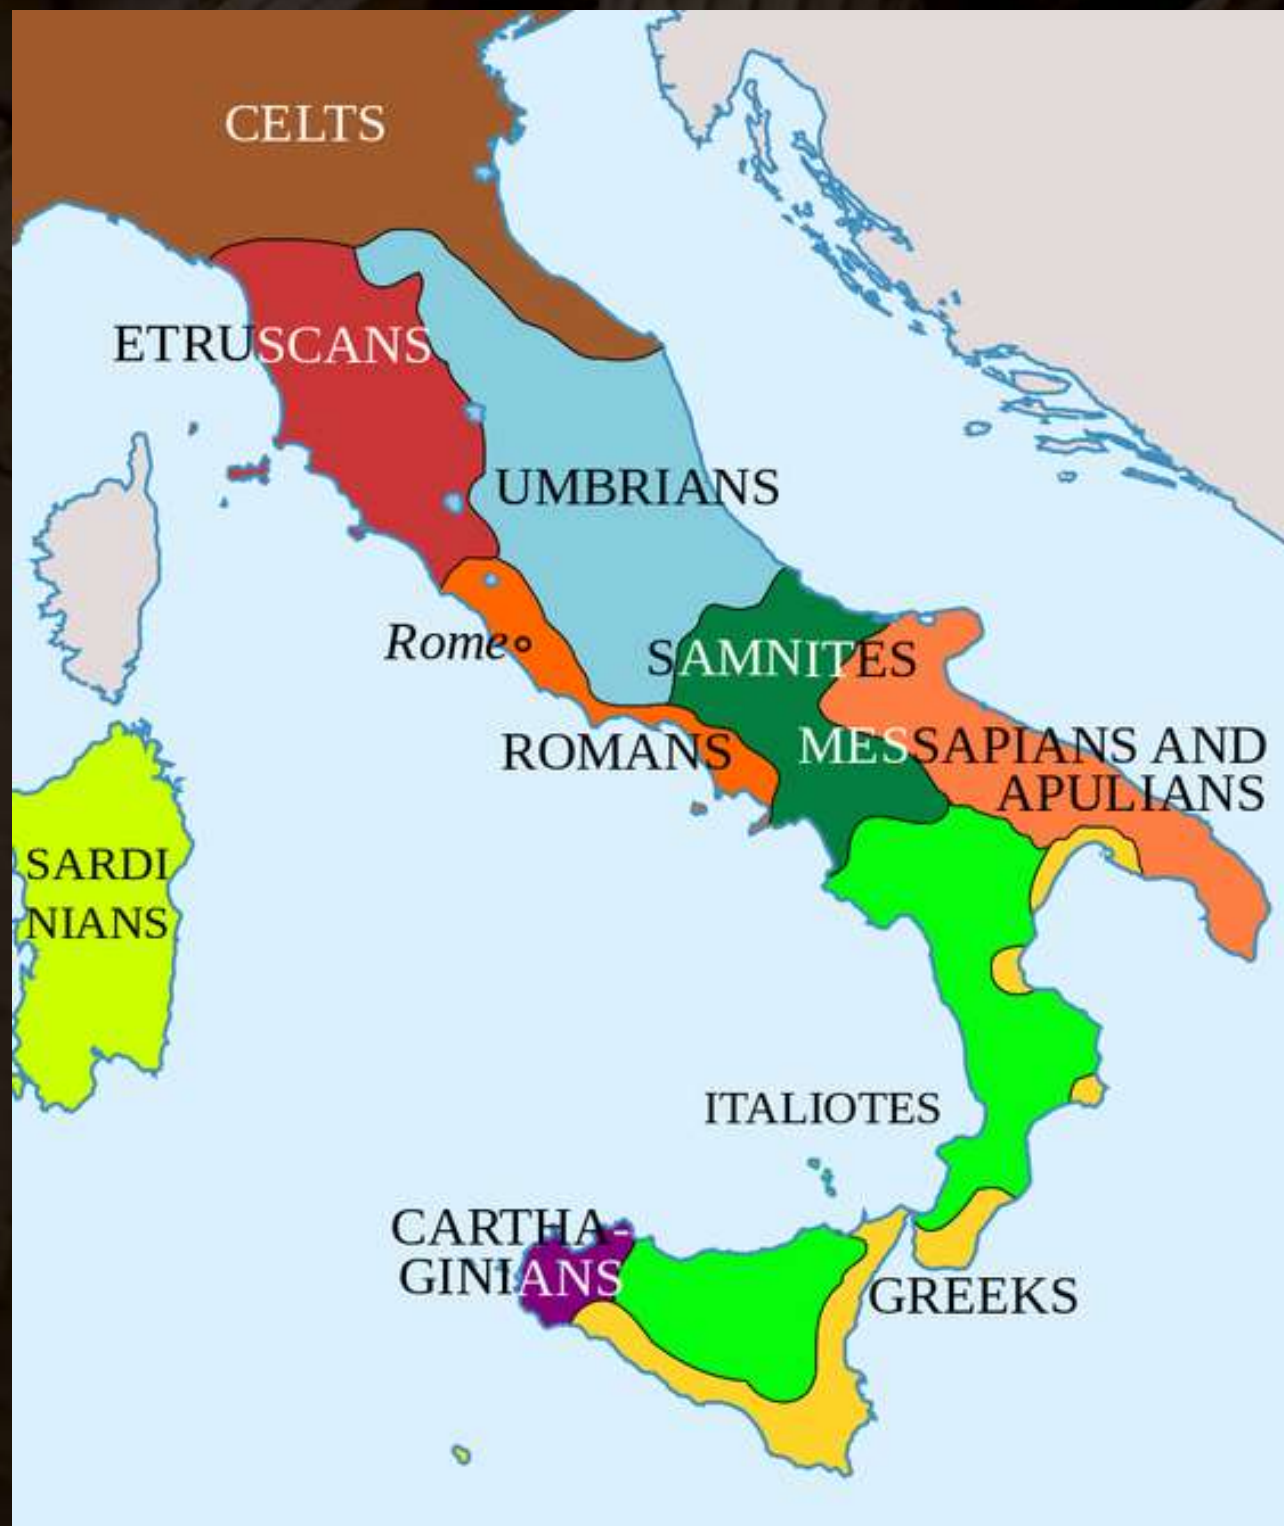 CELTS
ETRUSCANS
UMBRIANS
Rome
SAMNITES
ROMANS
MESSAPIANS AND
APULIANS
SARDI
NIANS
ITALIOTES
CARTHA-
GINIANS
GREEKS